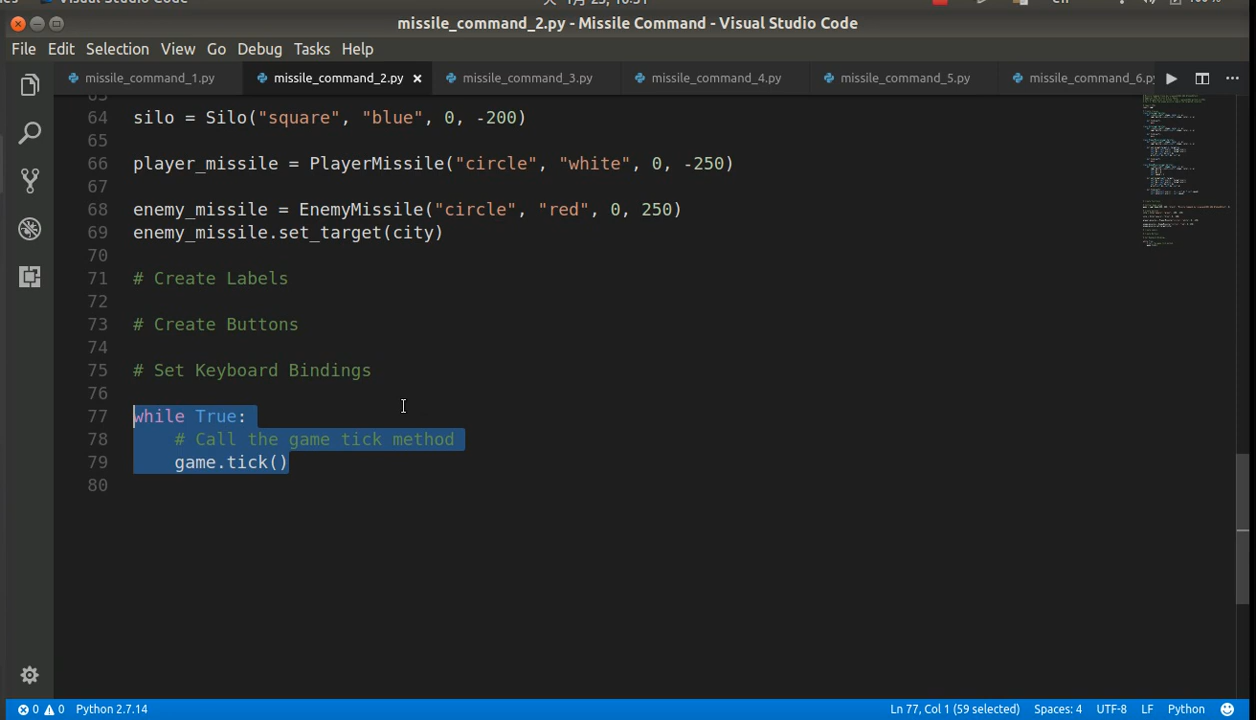 missile_command_2.py - Missile Command - Visual Studio Code
File Edit Selection View Go Debug Tasks Help
missile_command_1.py missile_command_2.py missile_command_3.py missile_command_4.py missile_command_5.py missile_command_6.py
64 silo = Silo("square", "blue", 0, -200)
65
66 player_missile = PlayerMissile("circle", "white", 0, -250)
67
68 enemy_missile = EnemyMissile("circle", "red", 0, 250)
69 enemy_missile.set_target(city)
70
71 # Create Labels
72
73 # Create Buttons
74
75 # Set Keyboard Bindings
76
77 while True:
78 # Call the game tick method
79 game.tick()
80
0 0 Python 2.7.14 Ln 77, Col 1 (59 selected) Spaces: 4 UTF-8 LF Python